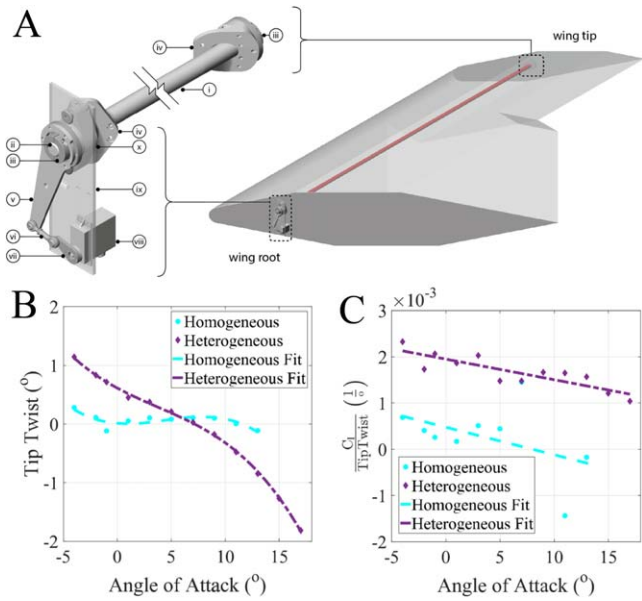 A
iv
iii
wing tip
i
ii
iii
iv
x
v
ix
vi
viii
vii
wing root
B
Tip Twist (°)
2
1
0
-1
-2
Homogeneous
Heterogeneous
Homogeneous Fit
Heterogeneous Fit
-5 0 5 10 15
Angle of Attack (°)
C
×10⁻³
C_l/TipTwist (1/°)
3
2
1
0
-1
-2
Homogeneous
Heterogeneous
Homogeneous Fit
Heterogeneous Fit
-5 0 5 10 15
Angle of Attack (°)